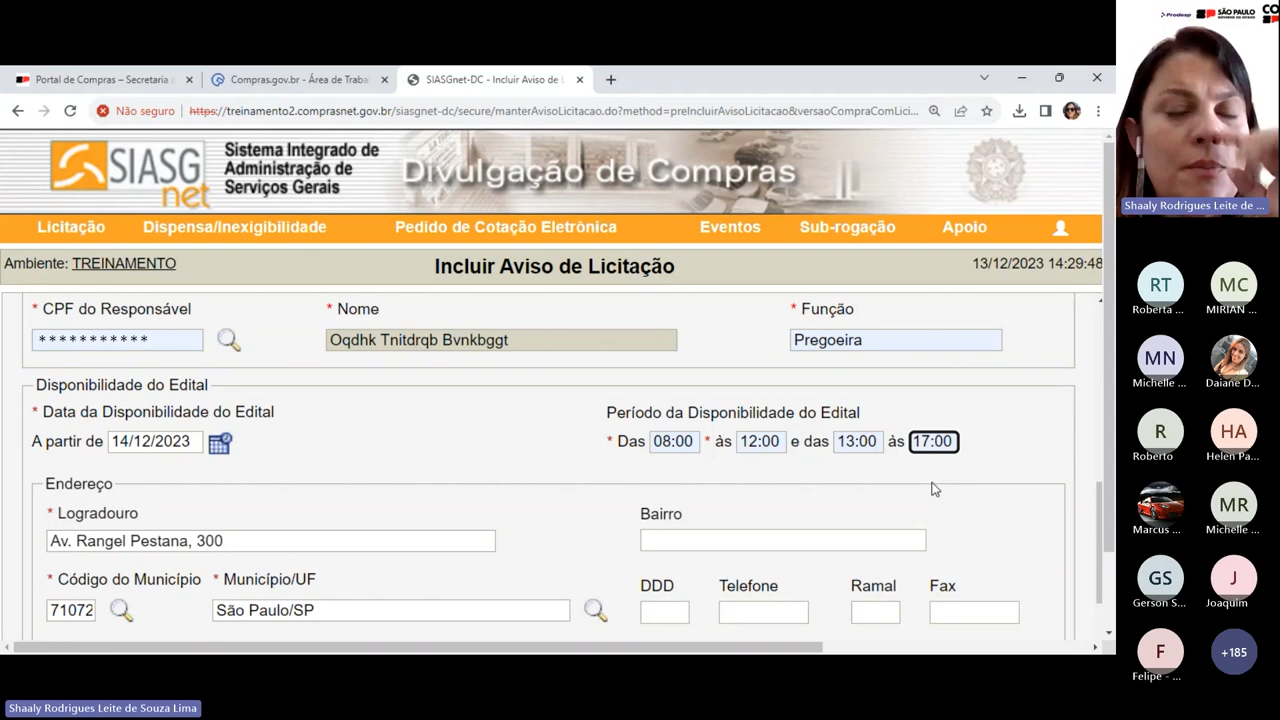 Prodesp SÃO PAULO GOVERNO DO ESTADO
Portal de Compras – Secretaria
Compras.gov.br - Área de Traba
SIASGnet-DC - Incluir Aviso de
Não seguro
https://treinamento2.comprasnet.gov.br/siasgnet-dc/secure/manterAvisoLicitacao.do?method=preIncluirAvisoLicitacao&versaoCompraComLici...
SIASG net
Sistema Integrado de
Administração de
Serviços Gerais
Divulgação de Compras
Licitação Dispensa/Inexigibilidade Pedido de Cotação Eletrônica Eventos Sub-rogação Apoio
Ambiente: TREINAMENTO Incluir Aviso de Licitação 13/12/2023 14:29:48
* CPF do Responsável * Nome * Função
*********** Oqdhk Tnitdrqb Bvnkbggt Pregoeira
Disponibilidade do Edital
* Data da Disponibilidade do Edital Período da Disponibilidade do Edital
A partir de 14/12/2023 * Das 08:00 * às 12:00 e das 13:00 às 17:00
Endereço
* Logradouro Bairro
Av. Rangel Pestana, 300
* Código do Município * Município/UF DDD Telefone Ramal Fax
71072 São Paulo/SP
Shaaly Rodrigues Leite de Souza Lima
Shaaly Rodrigues Leite de ...
RT MC
Roberta ... MIRIAN ...
MN
Michelle ... Daiane D...
R HA
Roberto Helen Pa...
MR
Marcus ... Michelle ...
GS J
Gerson S... Joaquim
F +185
Felipe - ...